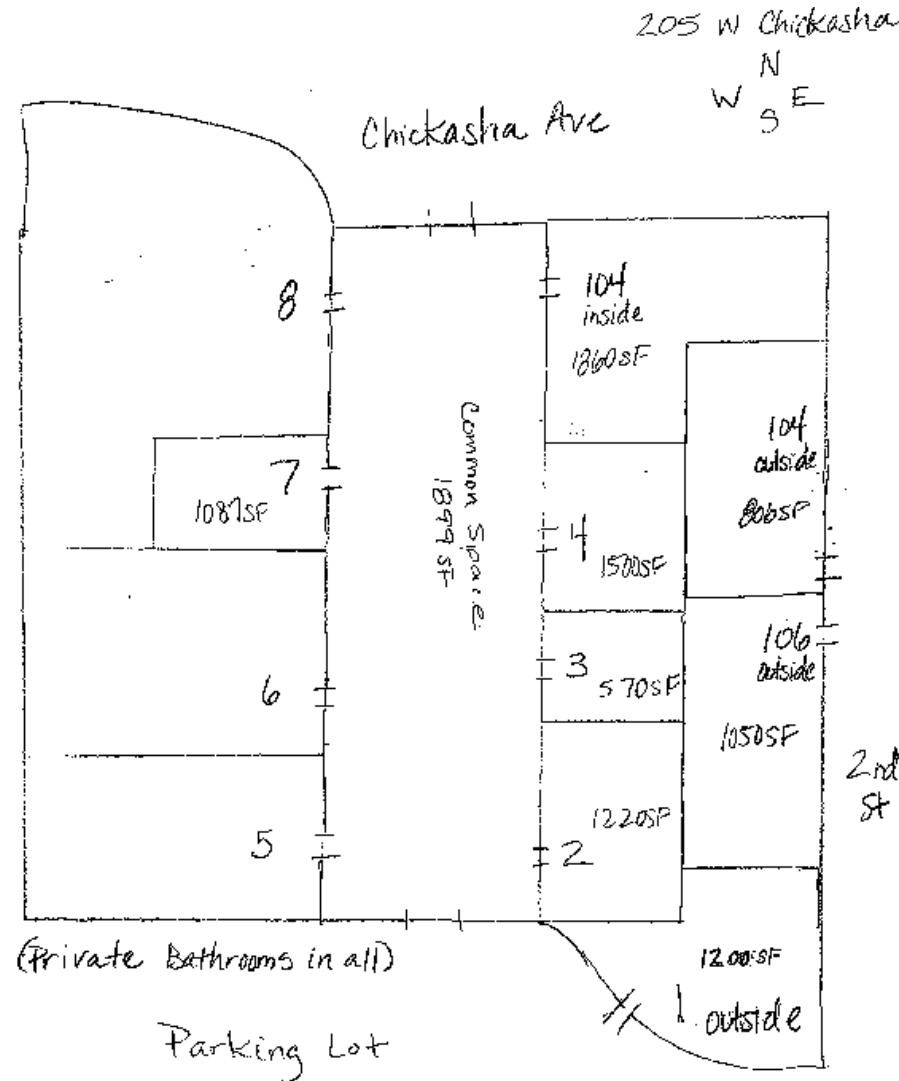 205 W Chickasha
N
W E
S
Chickasha Ave
8
104
inside
1860SF
7
1087SF
Common Space
1899 SF
104
outside
806SF
4
1500SF
3
570SF
106
outside
1050SF
6
2nd
St
5
1220SF
2
(Private Bathrooms in all)
1200SF
1 outside
Parking Lot